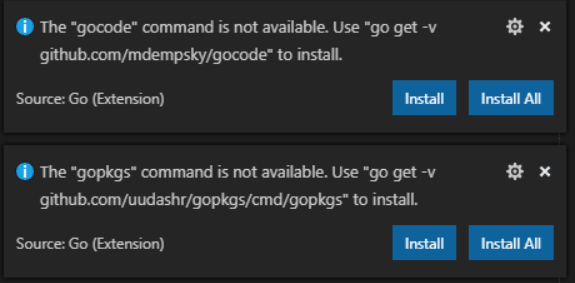 The "gocode" command is not available. Use "go get -v
github.com/mdempsky/gocode" to install.
Source: Go (Extension)
Install
Install All
The "gopkgs" command is not available. Use "go get -v
github.com/uudashr/gopkgs/cmd/gopkgs" to install.
Source: Go (Extension)
Install
Install All